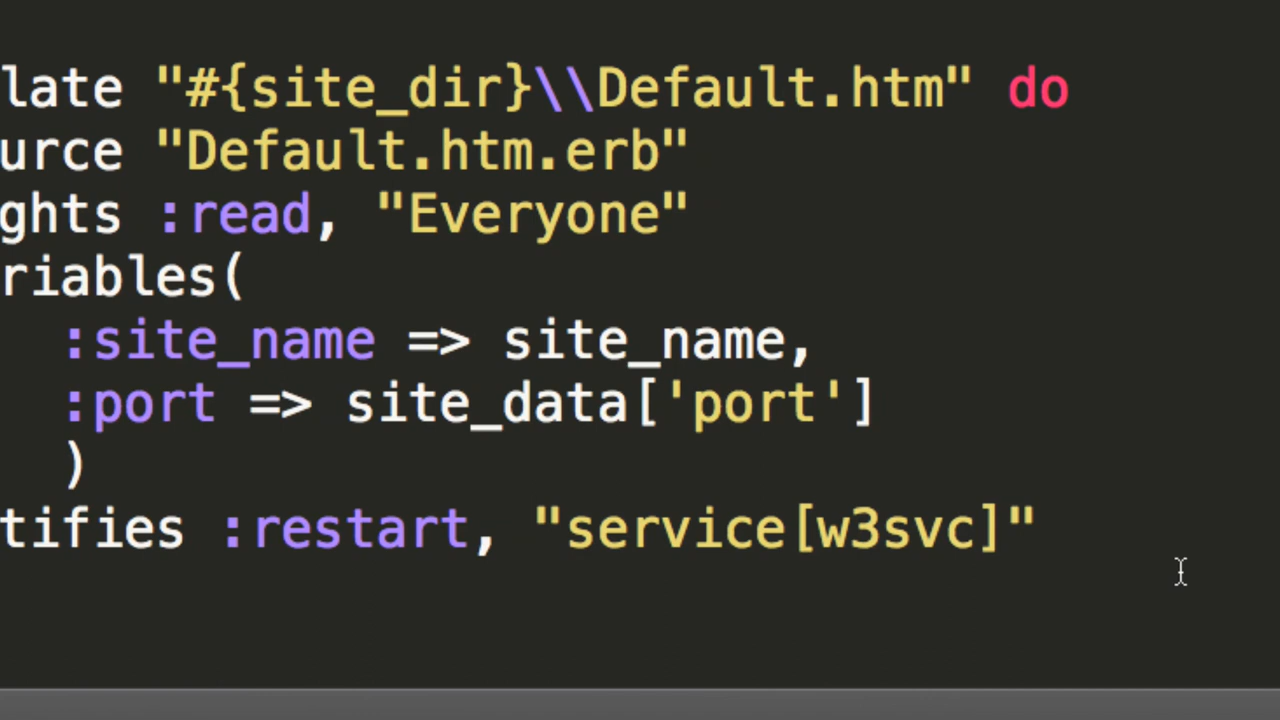 late "#{site_dir}\\Default.htm" do
urce "Default.htm.erb"
ghts :read, "Everyone"
riables(
:site_name => site_name,
:port => site_data['port']
)
tifies :restart, "service[w3svc]"